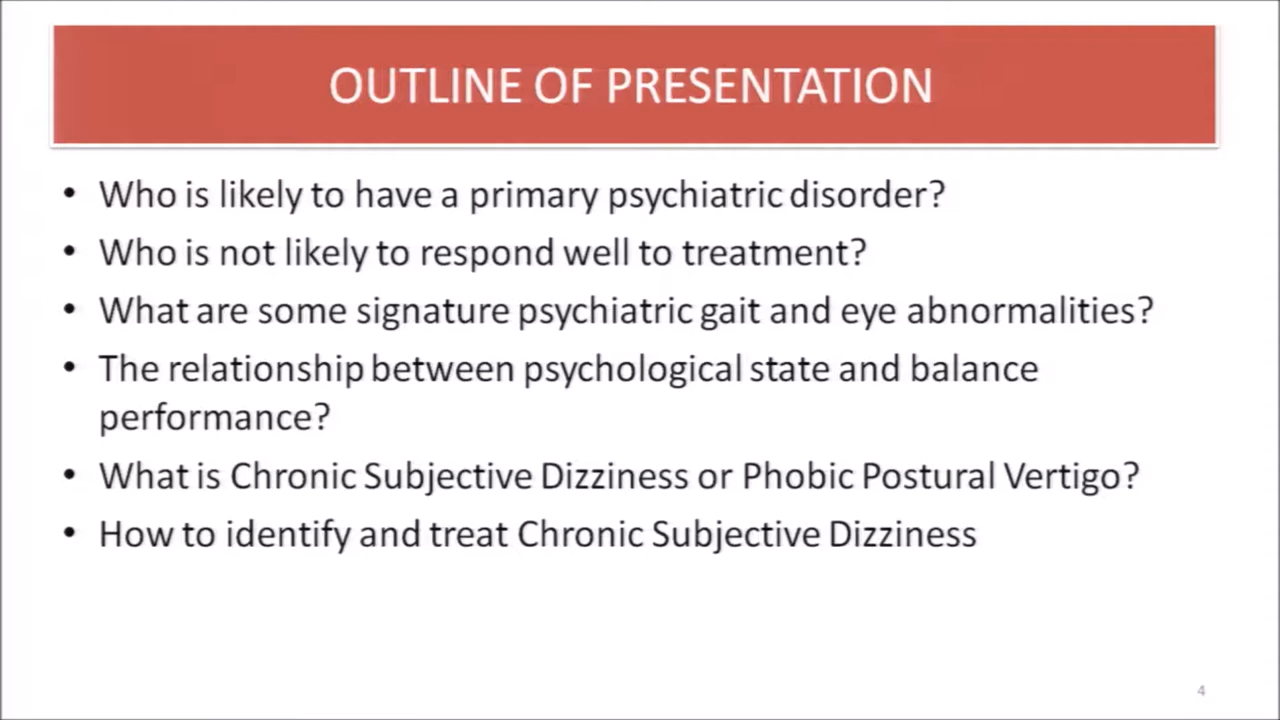 OUTLINE OF PRESENTATION
• Who is likely to have a primary psychiatric disorder?
• Who is not likely to respond well to treatment?
• What are some signature psychiatric gait and eye abnormalities?
• The relationship between psychological state and balance
performance?
• What is Chronic Subjective Dizziness or Phobic Postural Vertigo?
• How to identify and treat Chronic Subjective Dizziness
4